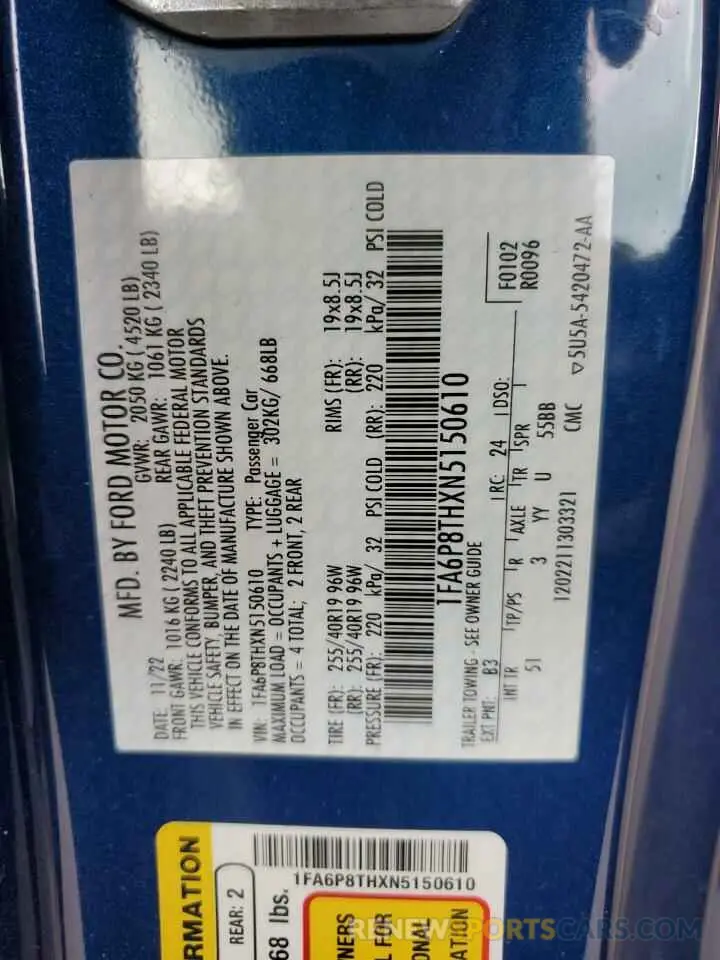 MFD. BY FORD MOTOR CO.
DATE: 11/22 GVWR: 2050 KG ( 4520 LB)
FRONT GAWR: 1016 KG ( 2240 LB) REAR GAWR: 1061 KG ( 2340 LB)
THIS VEHICLE CONFORMS TO ALL APPLICABLE FEDERAL MOTOR
VEHICLE SAFETY, BUMPER, AND THEFT PREVENTION STANDARDS
IN EFFECT ON THE DATE OF MANUFACTURE SHOWN ABOVE.
VIN: 1FA6P8THXN5150610 TYPE: Passenger Car
MAXIMUM LOAD = OCCUPANTS + LUGGAGE = 302KG/ 668LB
OCCUPANTS = 4 TOTAL; 2 FRONT, 2 REAR
TIRE (FR): 255/40R19 96W RIMS (FR): 19x8.5J
(RR): 255/40R19 96W (RR): 19x8.5J
PRESSURE (FR): 220 kPa/ 32 PSI COLD (RR): 220 kPa/ 32 PSI COLD
1FA6P8THXN5150610
TRAILER TOWING - SEE OWNER GUIDE
EXT PNT: B3 RC: 24 DSO: F0102
R0096
INT TR TP/PS R AXLE TR SPR
51 3 YY U 55BB
1202211303321 CMC ▽5U5A-5420472-AA
RMATION
REAR: 2
68 lbs.
1FA6P8THXN5150610
NERS
L FOR
ONAL
ATION
RENEWSPORTSCARS.COM